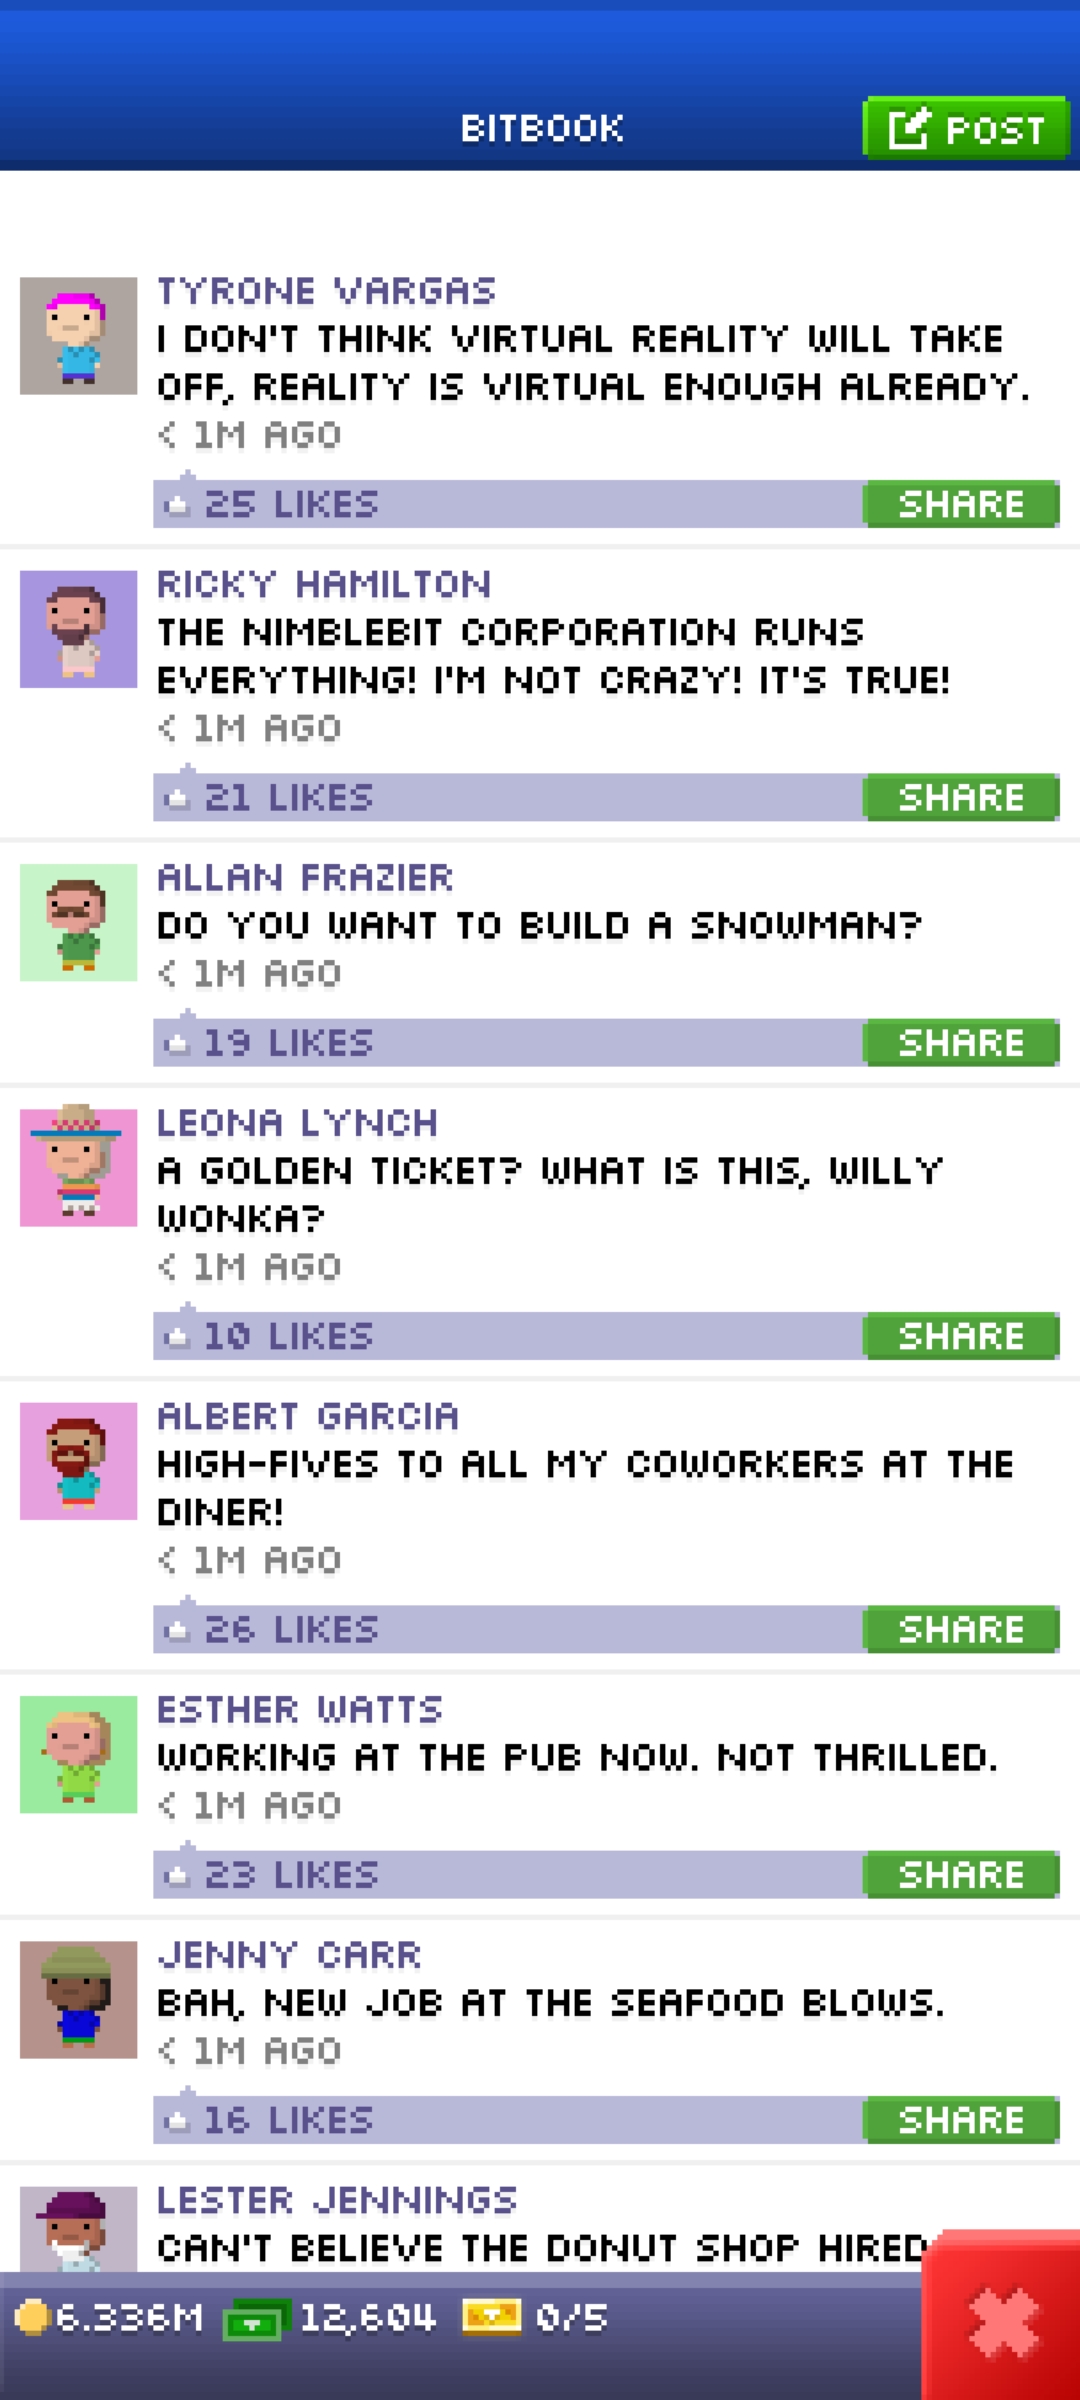 BITBOOK
POST
TYRONE VARGAS
I DON'T THINK VIRTUAL REALITY WILL TAKE
OFF, REALITY IS VIRTUAL ENOUGH ALREADY.
< 1M AGO
25 LIKES
SHARE
RICKY HAMILTON
THE NIMBLEBIT CORPORATION RUNS
EVERYTHING! I'M NOT CRAZY! IT'S TRUE!
< 1M AGO
21 LIKES
SHARE
ALLAN FRAZIER
DO YOU WANT TO BUILD A SNOWMAN?
< 1M AGO
19 LIKES
SHARE
LEONA LYNCH
A GOLDEN TICKET? WHAT IS THIS, WILLY
WONKA?
< 1M AGO
10 LIKES
SHARE
ALBERT GARCIA
HIGH-FIVES TO ALL MY COWORKERS AT THE
DINER!
< 1M AGO
26 LIKES
SHARE
ESTHER WATTS
WORKING AT THE PUB NOW. NOT THRILLED.
< 1M AGO
23 LIKES
SHARE
JENNY CARR
BAH, NEW JOB AT THE SEAFOOD BLOWS.
< 1M AGO
16 LIKES
SHARE
LESTER JENNINGS
CAN'T BELIEVE THE DONUT SHOP HIRED
6.336M
12,604
0/5